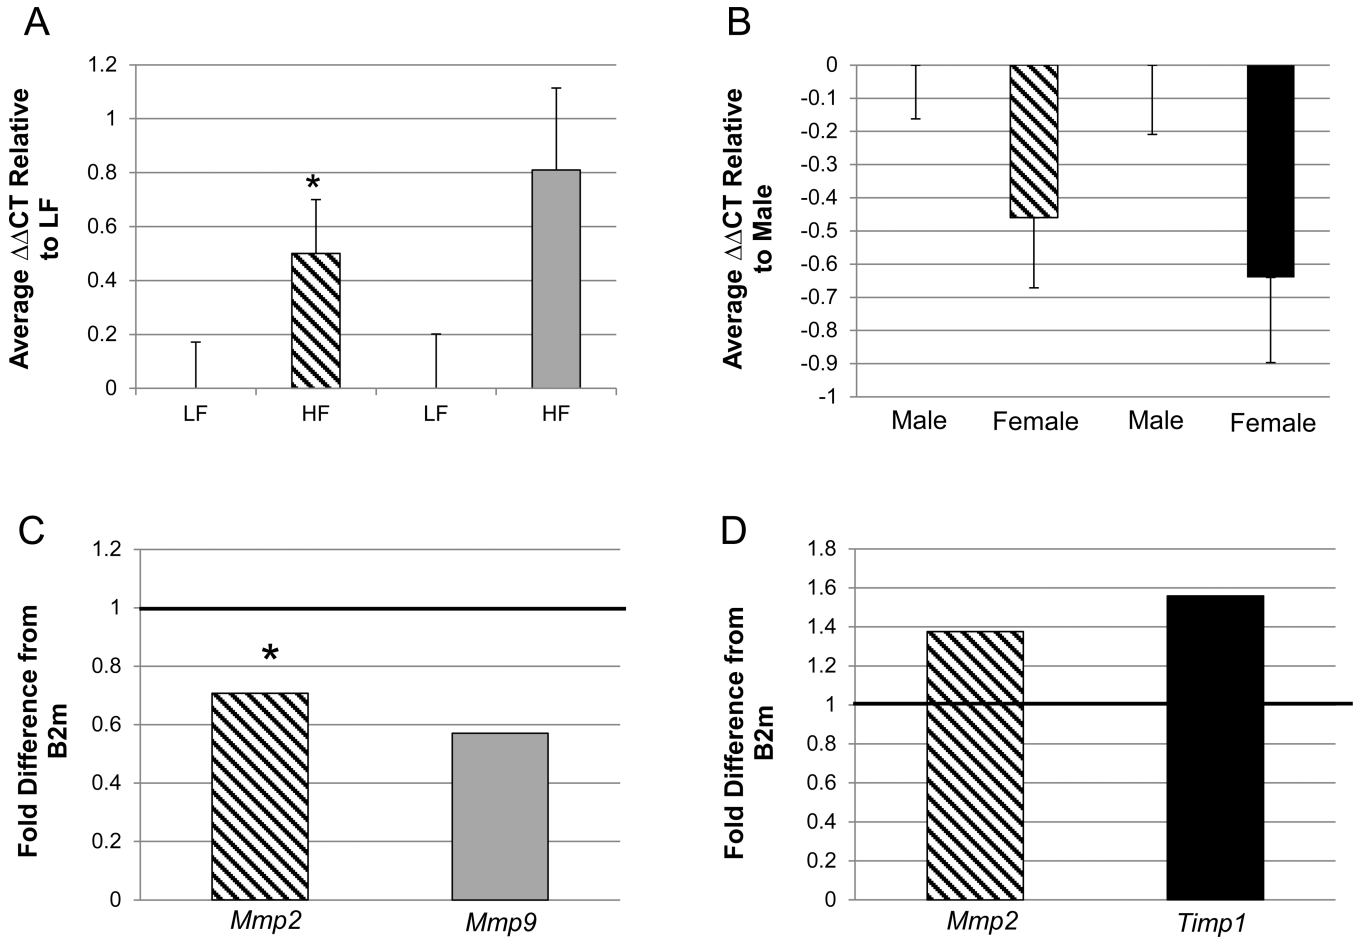 A
Average ΔΔCT Relative
to LF
1.2
1
0.8
0.6
0.4
0.2
0
*
LF
HF
LF
HF
B
Average ΔΔCT Relative
to Male
0
-0.1
-0.2
-0.3
-0.4
-0.5
-0.6
-0.7
-0.8
-0.9
-1
Male
Female
Male
Female
C
Fold Difference from
B2m
1.2
1
0.8
0.6
0.4
0.2
0
*
Mmp2
Mmp9
D
Fold Difference from
B2m
1.8
1.6
1.4
1.2
1
0.8
0.6
0.4
0.2
0
Mmp2
Timp1